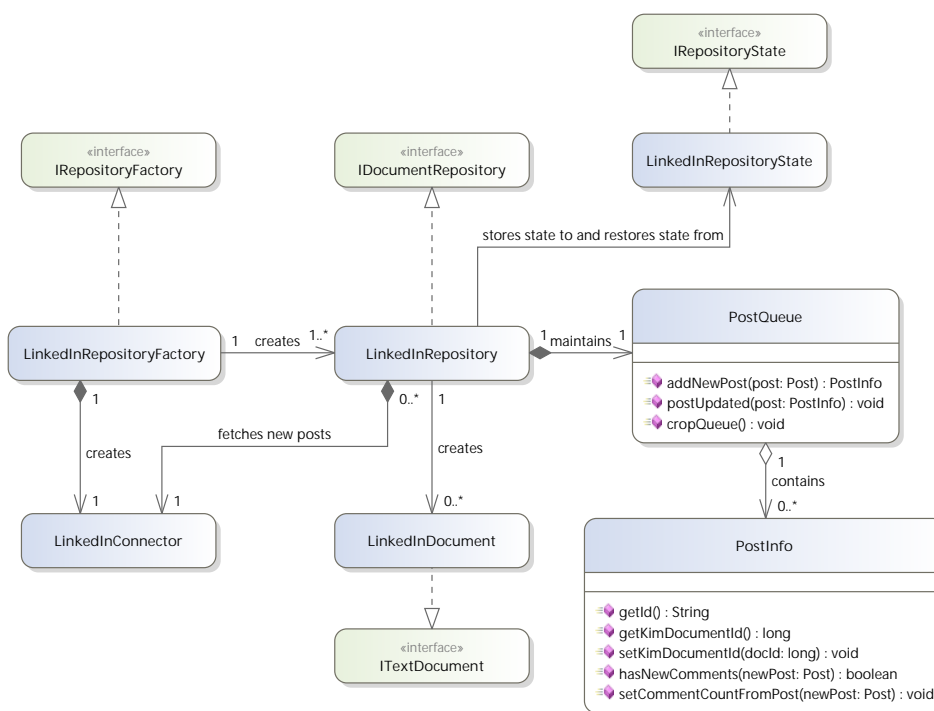 «interface»
IRepositoryState
«interface»
IRepositoryFactory
«interface»
IDocumentRepository
LinkedInRepositoryState
stores state to and restores state from
PostQueue
addNewPost(post: Post) : PostInfo
postUpdated(post: PostInfo) : void
cropQueue() : void
LinkedInRepositoryFactory
1 creates 1..*
LinkedInRepository
1 maintains 1
1
creates
1
0..*
fetches new posts
1
1
creates
0..*
1
contains
0..*
LinkedInConnector
LinkedInDocument
PostInfo
getId() : String
getKimDocumentId() : long
setKimDocumentId(docId: long) : void
hasNewComments(newPost: Post) : boolean
setCommentCountFromPost(newPost: Post) : void
«interface»
ITextDocument